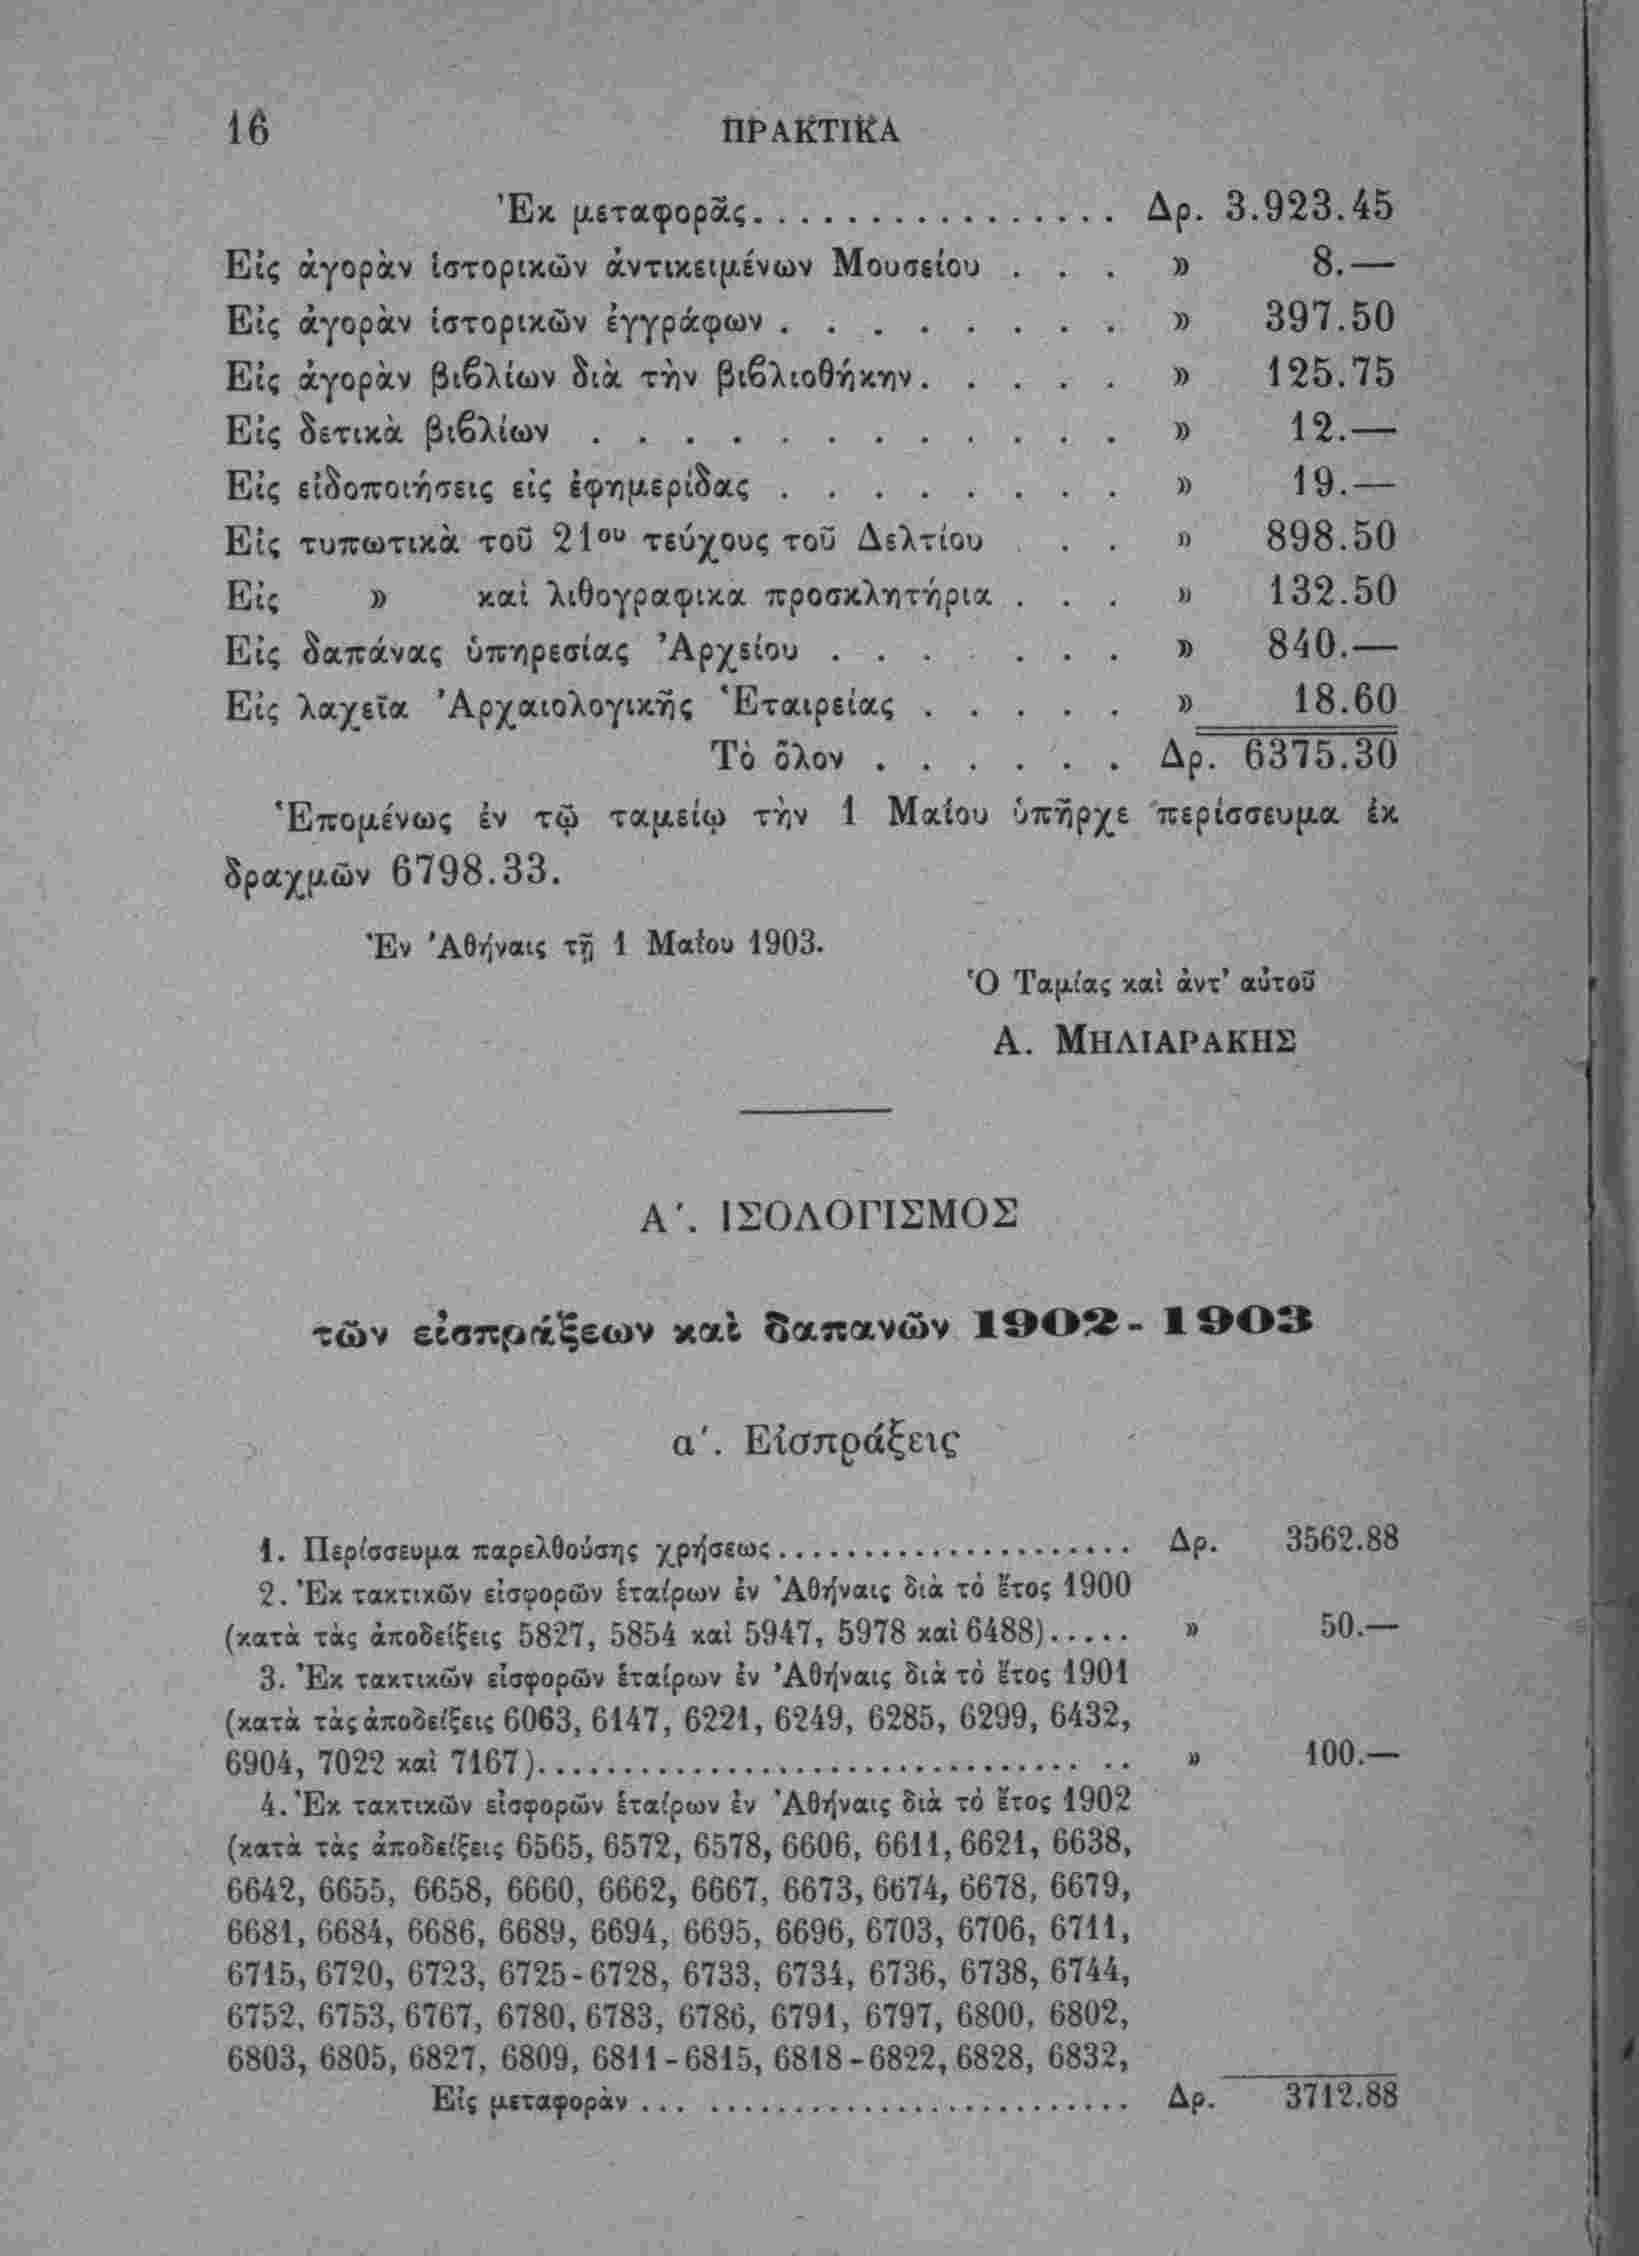 16 ΠΡΑΚΤΙΚΑ
Ἐκ μεταφορᾶς................ Δρ. 3.923.45
Εἰς ἀγορὰν ἱστορικῶν ἀντικειμένων Μουσείου . . . » 8.—
Εἰς ἀγορὰν ἱστορικῶν ἐγγράφων . . . . . . . . » 397.50
Εἰς ἀγορὰν βιβλίων διὰ τὴν βιβλιοθήκην. . . . . » 125.75
Εἰς δετικὰ βιβλίων . . . . . . . . . . . . » 12.—
Εἰς εἰδοποιήσεις εἰς ἐφημερίδας . . . . . . . . » 19.—
Εἰς τυπωτικὰ τοῦ 21ου τεύχους τοῦ Δελτίου . . . » 898.50
Εἰς » καὶ λιθογραφικα προσκλητήρια . . . » 132.50
Εἰς δαπάνας ὑπηρεσίας Ἀρχείου . . . . . . . » 840.—
Εἰς λαχεῖα Ἀρχαιολογικῆς Ἑταιρείας . . . . . » 18.60
Τὸ ὅλον . . . . . . Δρ. 6375.30
Ἑπομένως ἐν τῷ ταμείῳ τὴν 1 Μαΐου ὑπῆρχε περίσσευμα ἐκ
δραχμῶν 6798.33.
Ἐν Ἀθήναις τῇ 1 Μαΐου 1903.
Ὁ Ταμίας καὶ ἀντ’ αὐτοῦ
Α. ΜΗΛΙΑΡΑΚΗΣ
Α΄. ΙΣΟΛΟΓΙΣΜΟΣ
τῶν εἰσπράξεων καὶ δαπανῶν 1902-1903
α΄. Εἰσπράξεις
1. Περίσσευμα παρελθούσης χρήσεως..................... Δρ. 3562.88
2. Ἐκ τακτικῶν εἰσφορῶν ἑταίρων ἐν Ἀθήναις διὰ τὸ ἔτος 1900
(κατὰ τὰς ἀποδείξεις 5827, 5854 καὶ 5947, 5978 καὶ 6488)..... » 50.—
3. Ἐκ τακτικῶν εἰσφορῶν ἑταίρων ἐν Ἀθήναις διὰ τὸ ἔτος 1901
(κατὰ τὰς ἀποδείξεις 6063, 6147, 6221, 6249, 6285, 6299, 6432,
6904, 7022 καὶ 7167)................................. » 100.—
4. Ἐκ τακτικῶν εἰσφορῶν ἑταίρων ἐν Ἀθήναις διὰ τὸ ἔτος 1902
(κατὰ τὰς ἀποδείξεις 6565, 6572, 6578, 6606, 6611, 6621, 6638,
6642, 6655, 6658, 6660, 6662, 6667, 6673, 6674, 6678, 6679,
6681, 6684, 6686, 6689, 6694, 6695, 6696, 6703, 6706, 6711,
6715, 6720, 6723, 6725-6728, 6733, 6734, 6736, 6738, 6744,
6752, 6753, 6767, 6780, 6783, 6786, 6791, 6797, 6800, 6802,
6803, 6805, 6827, 6809, 6811-6815, 6818-6822, 6828, 6832,
Εἰς μεταφορὰν ... ......................... Δρ. 3712.88